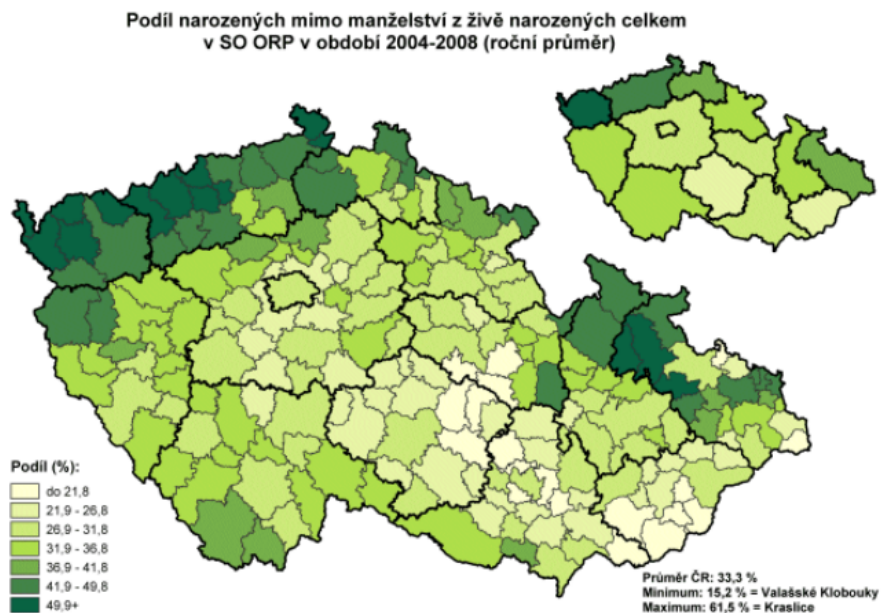 Podíl narozených mimo manželství z živě narozených celkem
v SO ORP v období 2004-2008 (roční průměr)
Podíl (%):
do 21,8
21,9 - 26,8
26,9 - 31,8
31,9 - 36,8
36,9 - 41,8
41,9 - 49,8
49,9+
Průměr ČR: 33,3 %
Minimum: 15,2 % = Valašské Klobouky
Maximum: 61,5 % = Kraslice